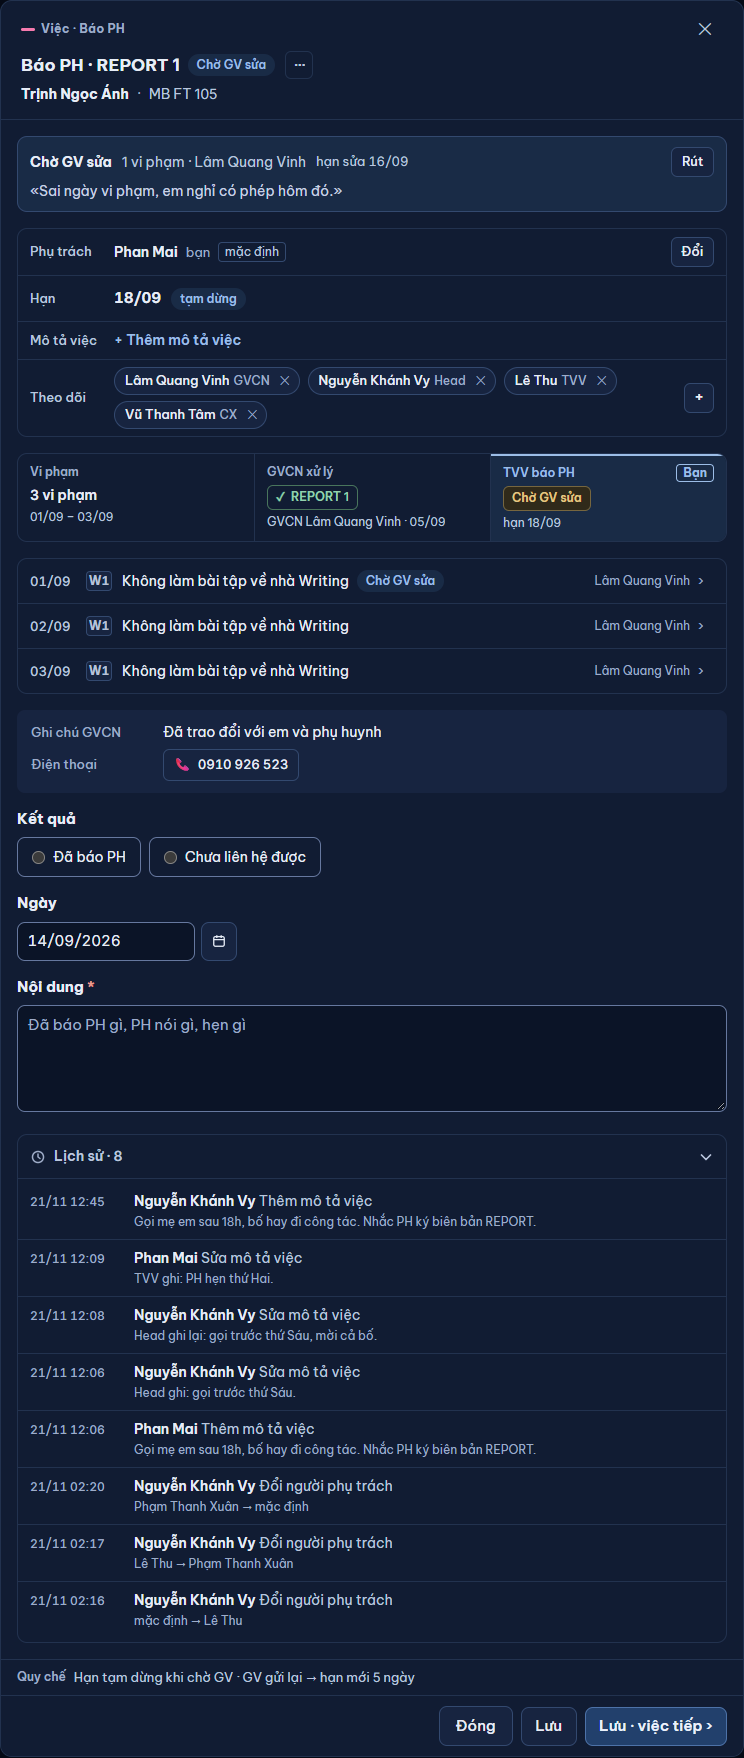 Việc · Báo PH
Báo PH · REPORT 1 Chờ GV sửa ···
Trịnh Ngọc Ánh · MB FT 105
Chờ GV sửa 1 vi phạm · Lâm Quang Vinh hạn sửa 16/09 Rút
«Sai ngày vi phạm, em nghỉ có phép hôm đó.»
Phụ trách Phan Mai bạn mặc định Đổi
Hạn 18/09 tạm dừng
Mô tả việc + Thêm mô tả việc
Theo dõi Lâm Quang Vinh GVCN × Nguyễn Khánh Vy Head × Lê Thu TVV × +
Vũ Thanh Tâm CX ×
Vi phạm
3 vi phạm
01/09 – 03/09
GVCN xử lý
✓ REPORT 1
GVCN Lâm Quang Vinh · 05/09
TVV báo PH Bạn
Chờ GV sửa
hạn 18/09
01/09 W1 Không làm bài tập về nhà Writing Chờ GV sửa Lâm Quang Vinh ›
02/09 W1 Không làm bài tập về nhà Writing Lâm Quang Vinh ›
03/09 W1 Không làm bài tập về nhà Writing Lâm Quang Vinh ›
Ghi chú GVCN Đã trao đổi với em và phụ huynh
Điện thoại 0910 926 523
Kết quả
Đã báo PH Chưa liên hệ được
Ngày
14/09/2026
Nội dung *
Đã báo PH gì, PH nói gì, hẹn gì
Lịch sử · 8
21/11 12:45 Nguyễn Khánh Vy Thêm mô tả việc
Gọi mẹ em sau 18h, bố hay đi công tác. Nhắc PH ký biên bản REPORT.
21/11 12:09 Phan Mai Sửa mô tả việc
TVV ghi: PH hẹn thứ Hai.
21/11 12:08 Nguyễn Khánh Vy Sửa mô tả việc
Head ghi lại: gọi trước thứ Sáu, mời cả bố.
21/11 12:06 Nguyễn Khánh Vy Sửa mô tả việc
Head ghi: gọi trước thứ Sáu.
21/11 12:06 Phan Mai Thêm mô tả việc
Gọi mẹ em sau 18h, bố hay đi công tác. Nhắc PH ký biên bản REPORT.
21/11 02:20 Nguyễn Khánh Vy Đổi người phụ trách
Phạm Thanh Xuân → mặc định
21/11 02:17 Nguyễn Khánh Vy Đổi người phụ trách
Lê Thu → Phạm Thanh Xuân
21/11 02:16 Nguyễn Khánh Vy Đổi người phụ trách
mặc định → Lê Thu
Quy chế Hạn tạm dừng khi chờ GV · GV gửi lại → hạn mới 5 ngày
Đóng Lưu Lưu · việc tiếp ›